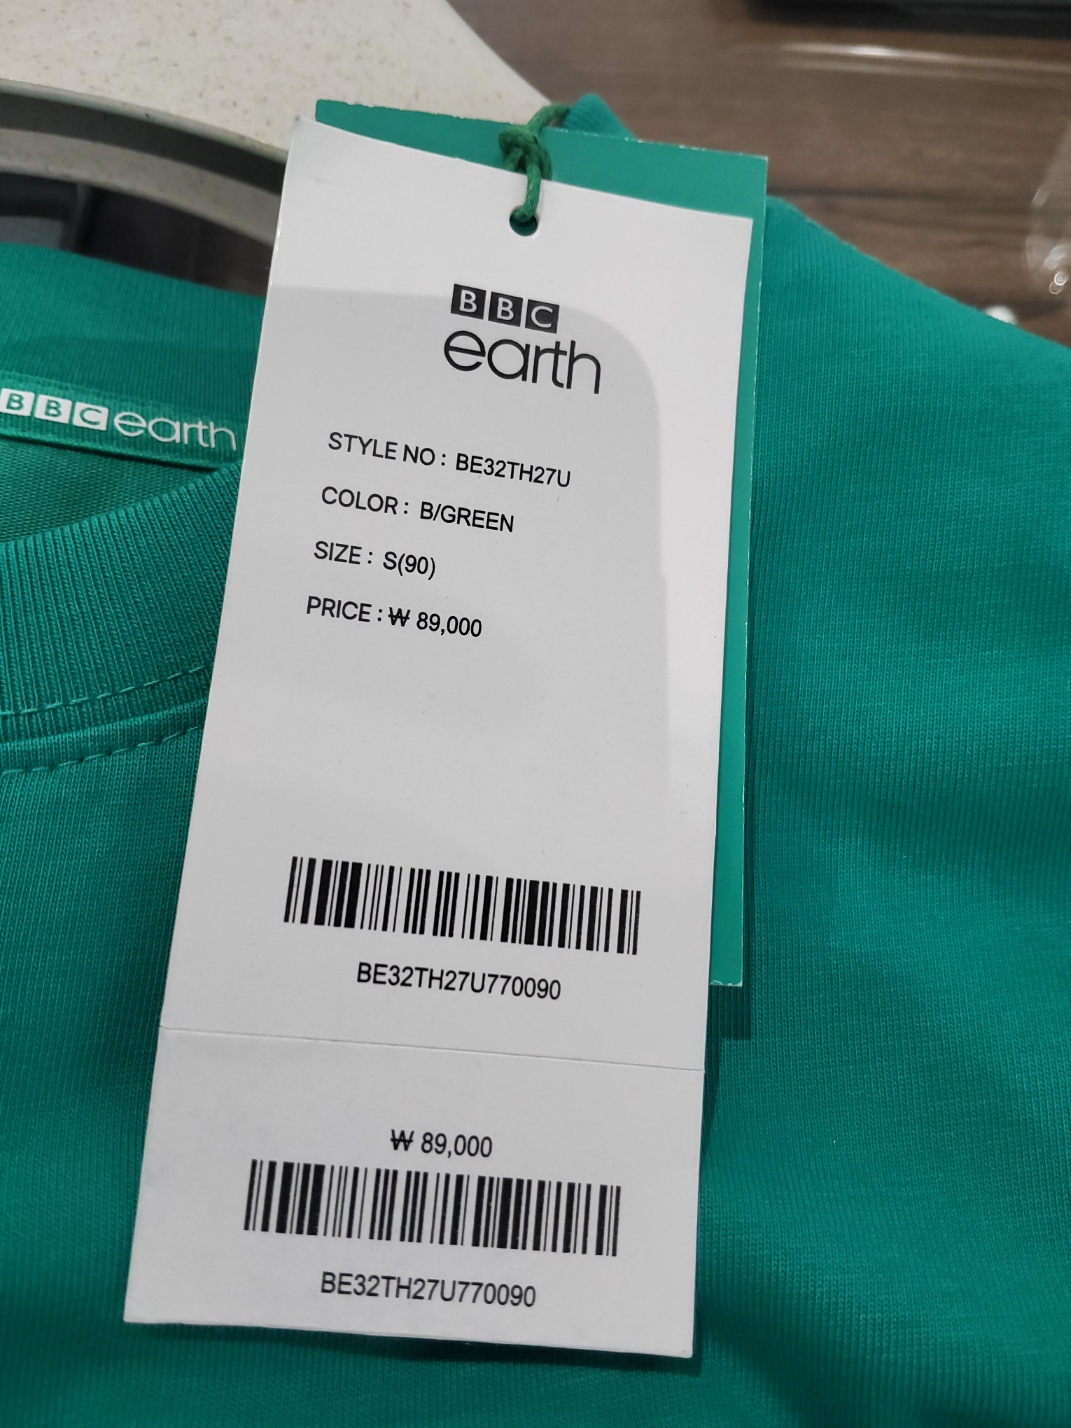 BBC earth
BBC
earth
STYLE NO : BE32TH27U
COLOR : B/GREEN
SIZE : S(90)
PRICE : ₩ 89,000
BE32TH27U770090
₩ 89,000
BE32TH27U770090